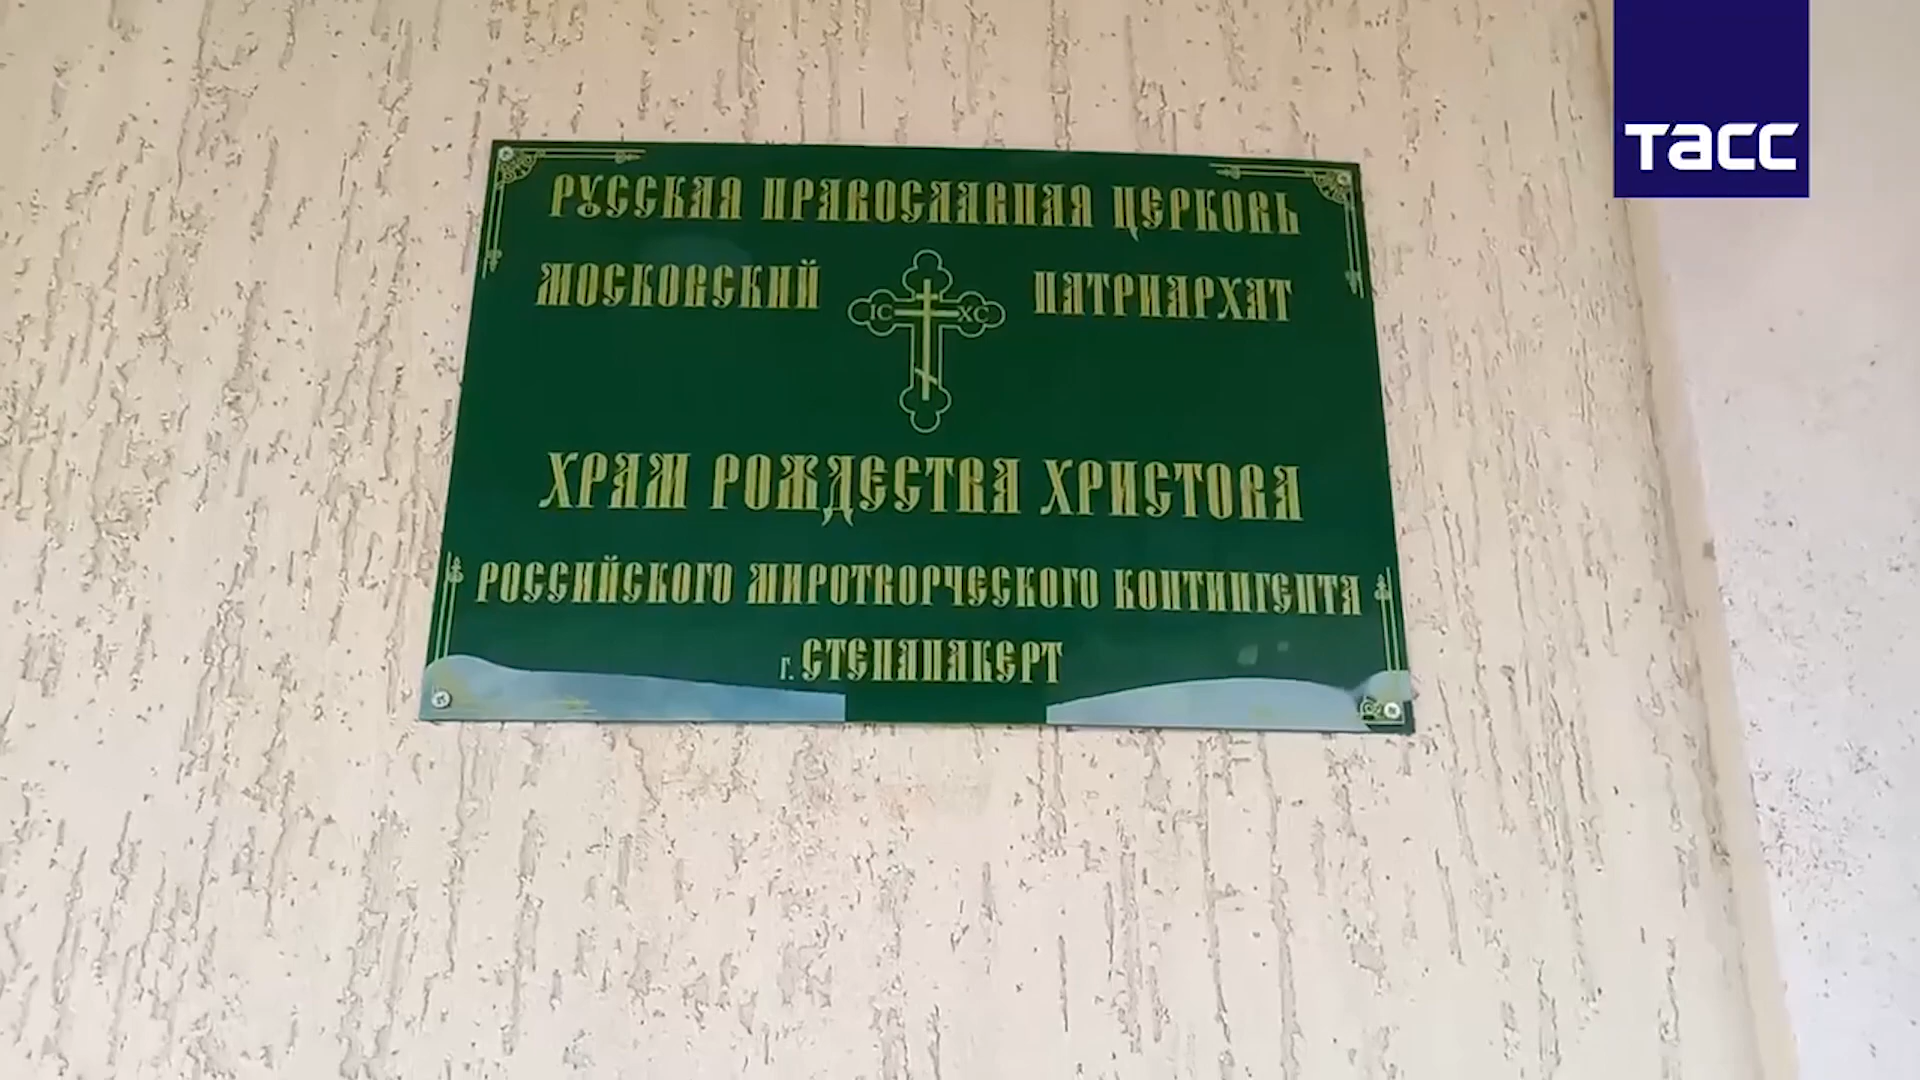 РУССКАЯ ПРАВОСЛАВНАЯ ЦЕРКОВЬ
МОСКОВСКИЙ ПАТРИАРХАТ
IC XC
ХРАМ РОЖДЕСТВА ХРИСТОВА
РОССИЙСКОГО МИРОТВОРЧЕСКОГО КОНТИНГЕНТА
г. СТЕПАНАКЕРТ
ТАСС